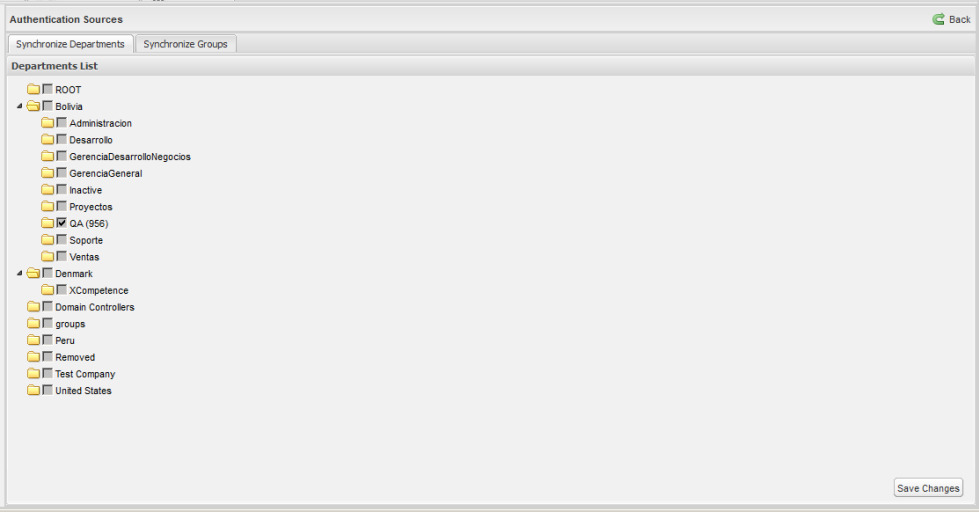 Authentication Sources
Back
Synchronize Departments Synchronize Groups
Departments List
ROOT
Bolivia
Administracion
Desarrollo
GerenciaDesarrolloNegocios
GerenciaGeneral
Inactive
Proyectos
QA (956)
Soporte
Ventas
Denmark
XCompetence
Domain Controllers
groups
Peru
Removed
Test Company
United States
Save Changes